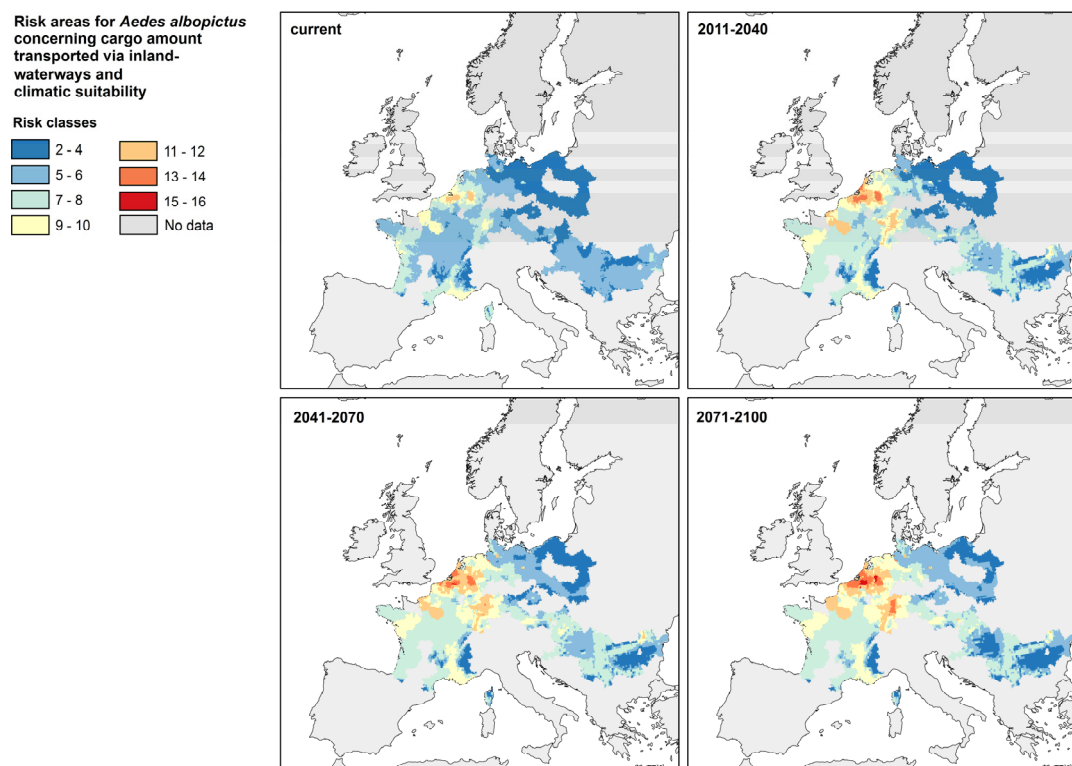 Risk areas for Aedes albopictus
concerning cargo amount
transported via inland-
waterways and
climatic suitability
Risk classes
2 - 4
5 - 6
7 - 8
9 - 10
11 - 12
13 - 14
15 - 16
No data
current
2011-2040
2041-2070
2071-2100